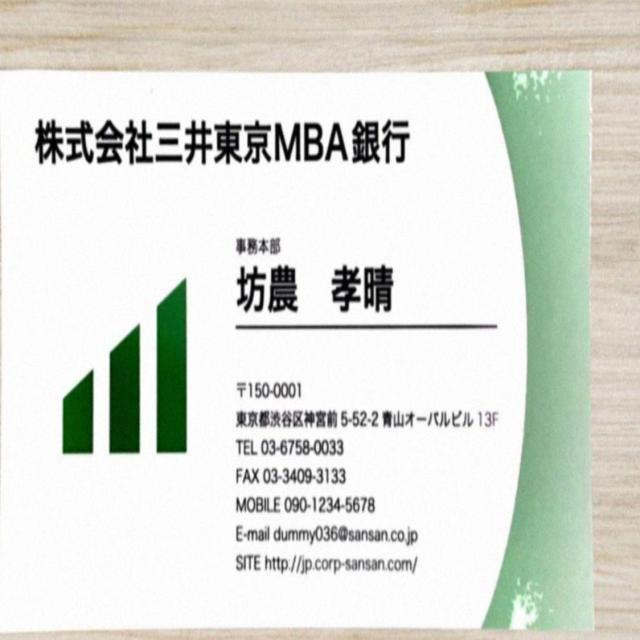 株式会社三井東京MBA銀行
事務本部
坊農　孝晴
〒150-0001
東京都渋谷区神宮前 5-52-2 青山オーバルビル 13F
TEL 03-6758-0033
FAX 03-3409-3133
MOBILE 090-1234-5678
E-mail dummy036@sansan.co.jp
SITE http://jp.corp-sansan.com/